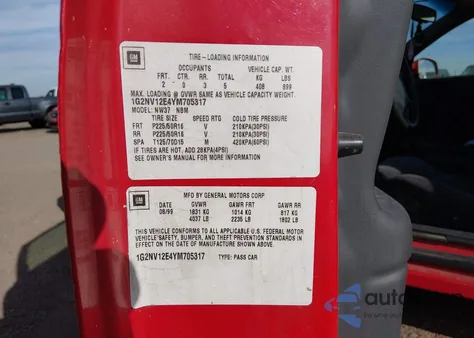 GM
TIRE-LOADING INFORMATION
OCCUPANTS VEHICLE CAP. WT.
FRT. CTR. RR. KG LBS
2 0 3 5 408 899
MAX. LOADING @ GVWR SAME AS VEHICLE CAPACITY WEIGHT
1G2NV12E4YM705317
MODEL: NW37 NBM
TIRE SIZE SPEED RTG COLD TIRE PRESSURE
FRT P225/50R16 V 210KPA(30PSI)
RR P225/50R16 V 210KPA(30PSI)
SPA T125/70D15 M 420KPA(60PSI)
IF TIRES ARE HOT, ADD 28KPA(4PSI)
SEE OWNER'S MANUAL FOR MORE INFORMATION
GM
MFD BY GENERAL MOTORS CORP
DATE GVWR GAWR FRT GAWR RR
08/99 1831 KG 1014 KG 817 KG
4037 LB 2235 LB 1802 LB
THIS VEHICLE CONFORMS TO ALL APPLICABLE U.S. FEDERAL MOTOR
VEHICLE SAFETY, BUMPER, AND THEFT PREVENTION STANDARDS IN
EFFECT ON THE DATE OF MANUFACTURE SHOWN ABOVE.
1G2NV12E4YM705317 TYPE: PASS CAR